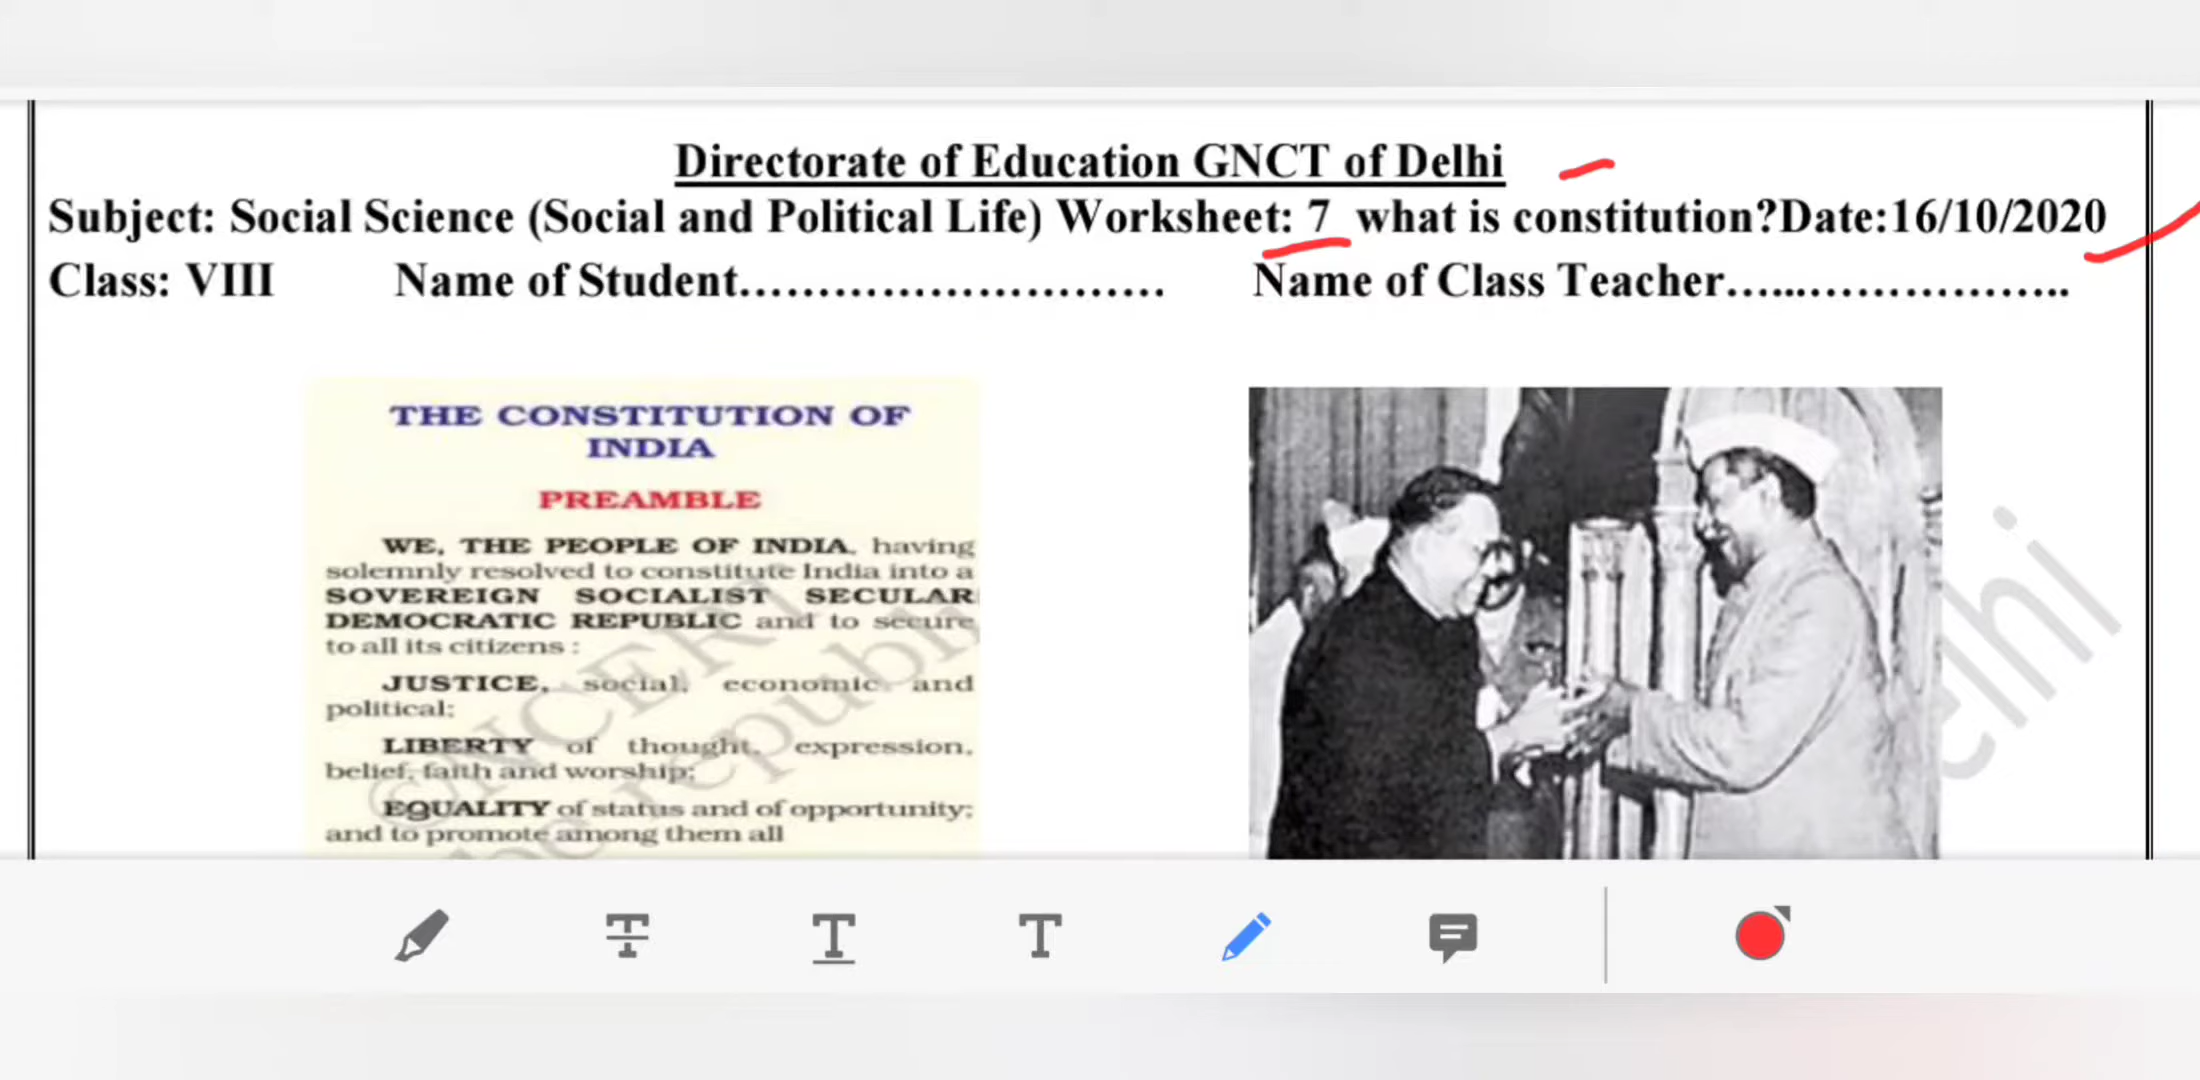 Directorate of Education GNCT of Delhi
Subject: Social Science (Social and Political Life) Worksheet: 7 what is constitution?Date:16/10/2020
Class: VIII Name of Student........................... Name of Class Teacher.......................
THE CONSTITUTION OF
INDIA
PREAMBLE
WE, THE PEOPLE OF INDIA, having
solemnly resolved to constitute India into a
SOVEREIGN SOCIALIST SECULAR
DEMOCRATIC REPUBLIC and to secure
to all its citizens :
JUSTICE, social, economic and
political;
LIBERTY of thought, expression,
belief, faith and worship;
EQUALITY of status and of opportunity;
and to promote among them all
©NCERT
republi
elhi